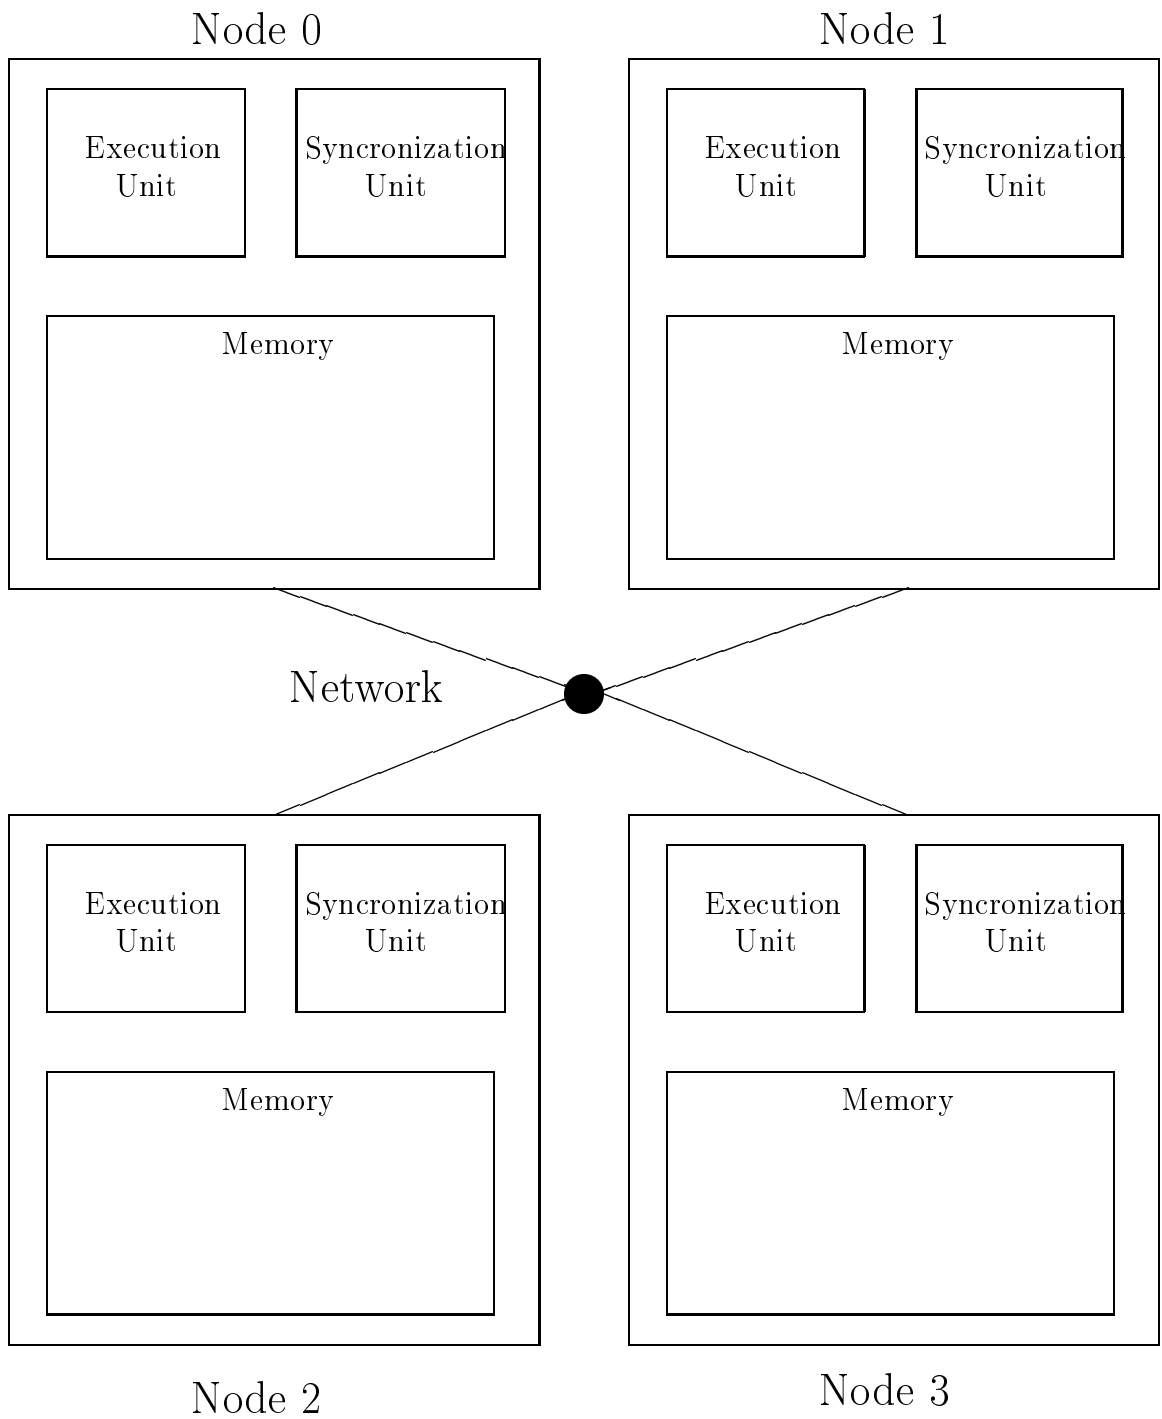 Node 0
Node 1
Execution
Unit
Syncronization
Unit
Execution
Unit
Syncronization
Unit
Memory
Memory
Network
Execution
Unit
Syncronization
Unit
Execution
Unit
Syncronization
Unit
Memory
Memory
Node 2
Node 3